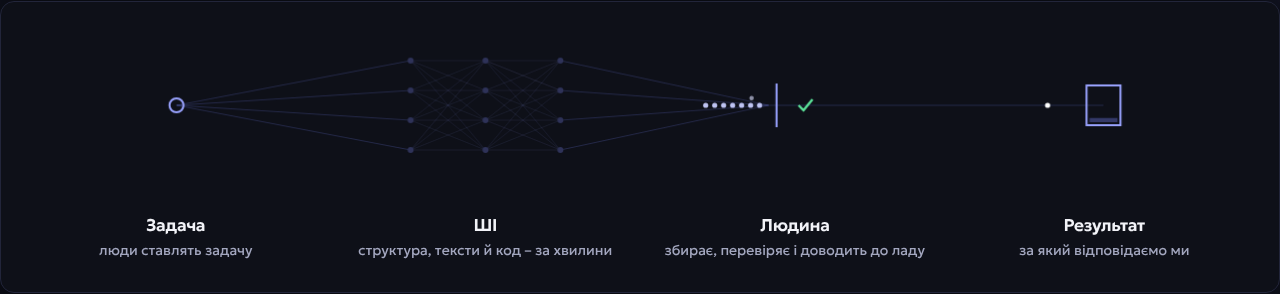 Задача
люди ставлять задачу
ШІ
структура, тексти й код – за хвилини
Людина
збирає, перевіряє і доводить до ладу
Результат
за який відповідаємо ми